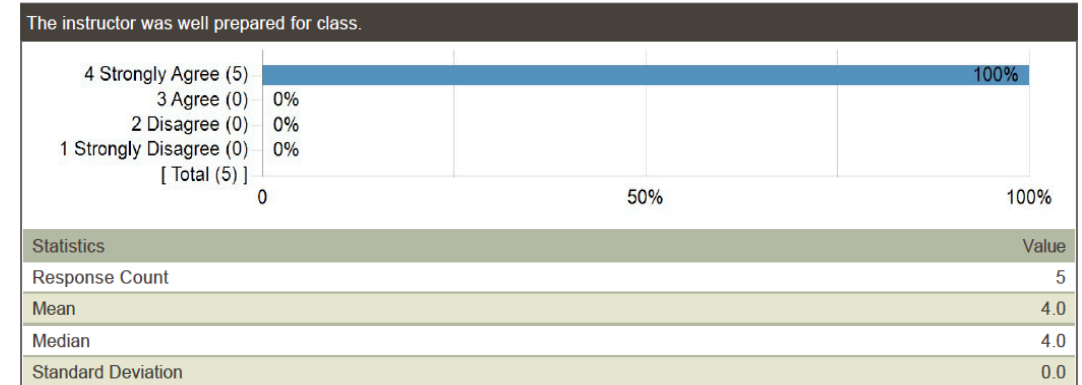 The instructor was well prepared for class.
4 Strongly Agree (5) 100%
3 Agree (0) 0%
2 Disagree (0) 0%
1 Strongly Disagree (0) 0%
[ Total (5) ]
0 50% 100%
Statistics Value
Response Count 5
Mean 4.0
Median 4.0
Standard Deviation 0.0